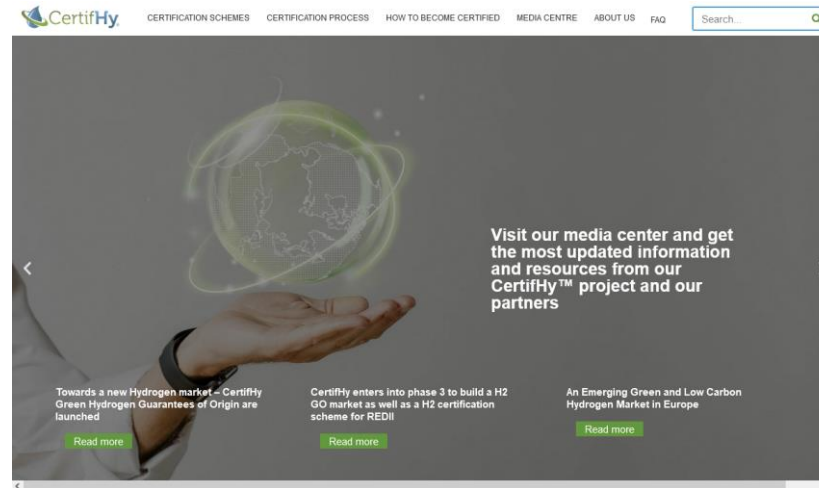 CertifHy
CERTIFICATION SCHEMES
CERTIFICATION PROCESS
HOW TO BECOME CERTIFIED
MEDIA CENTRE
ABOUT US
FAQ
Search...
Visit our media center and get
the most updated information
and resources from our
CertifHy™ project and our
partners
Towards a new Hydrogen market – CertifHy
Green Hydrogen Guarantees of Origin are
launched
Read more
CertifHy enters into phase 3 to build a H2
GO market as well as a H2 certification
scheme for REDII
Read more
An Emerging Green and Low Carbon
Hydrogen Market in Europe
Read more